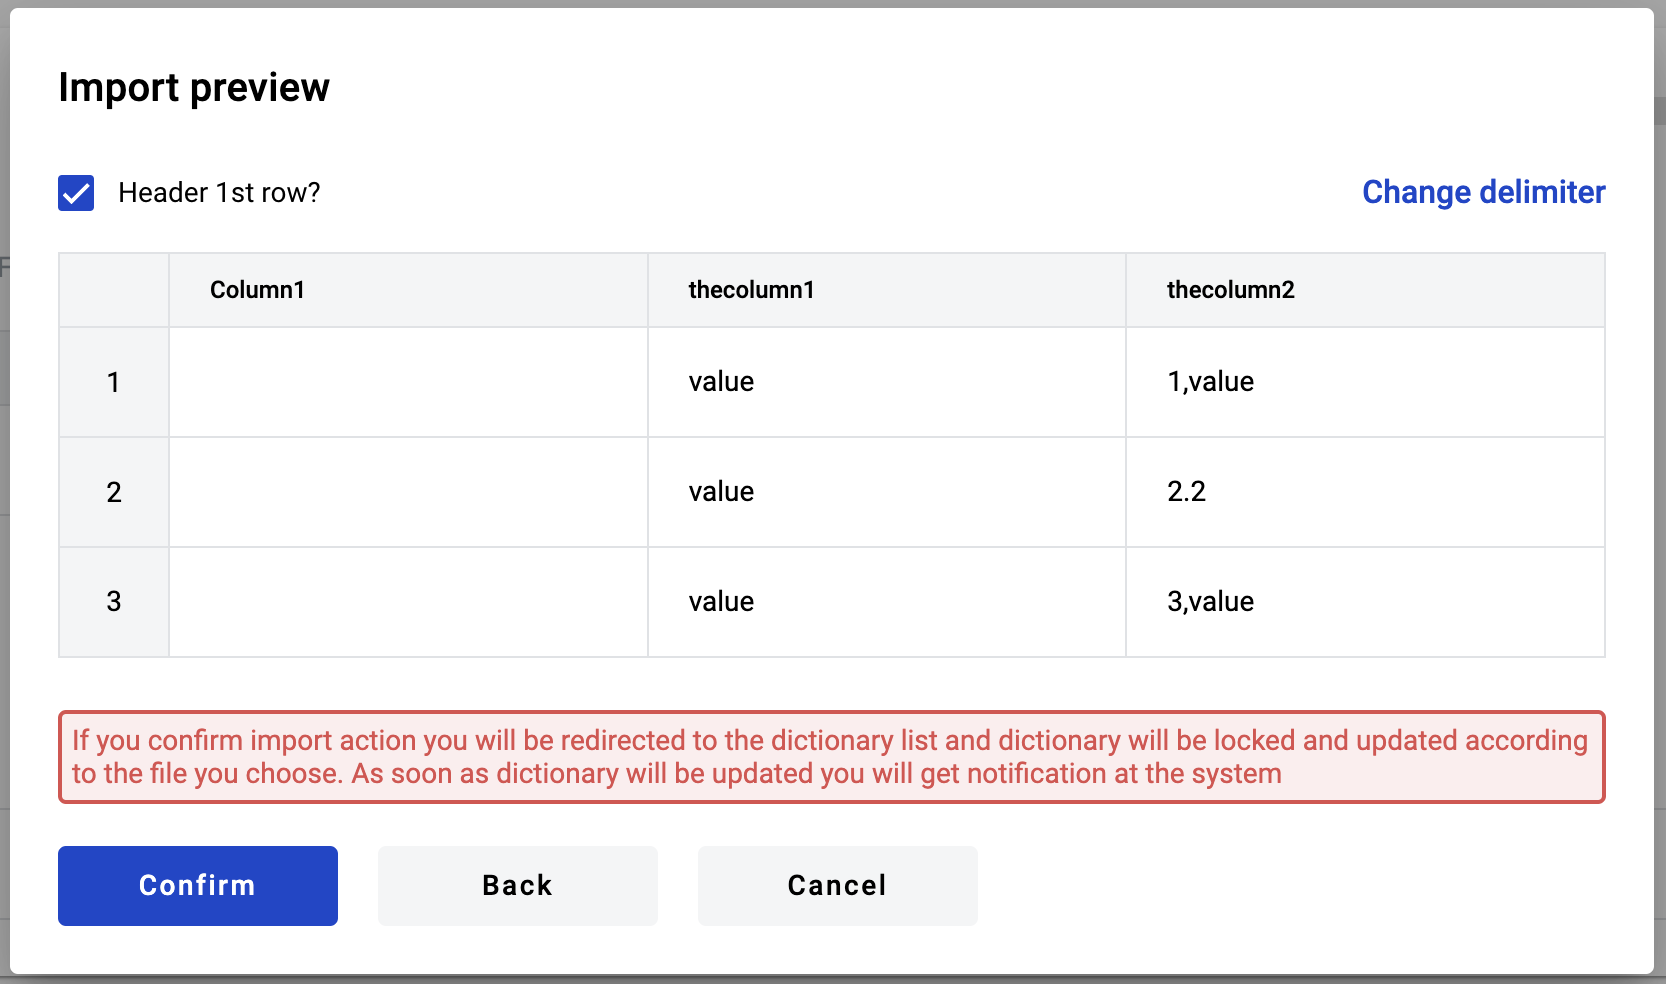 Import preview
Header 1st row?
Change delimiter
Column1 thecolumn1 thecolumn2
1 value 1,value
2 value 2.2
3 value 3,value
If you confirm import action you will be redirected to the dictionary list and dictionary will be locked and updated according
to the file you choose. As soon as dictionary will be updated you will get notification at the system
Confirm Back Cancel